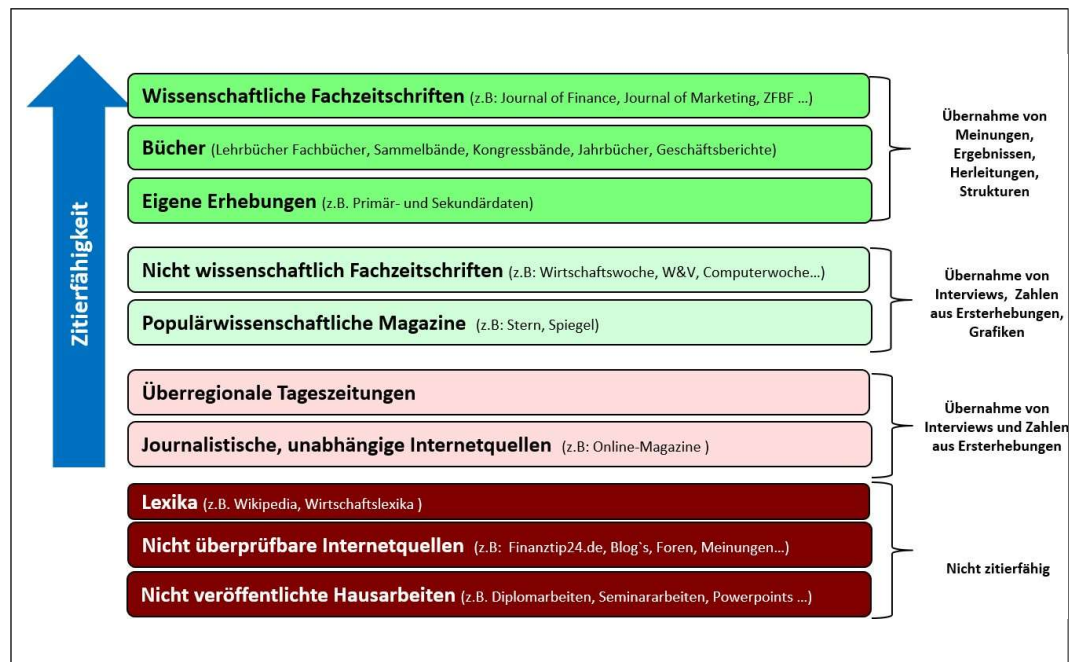 Zitierfähigkeit
Wissenschaftliche Fachzeitschriften (z.B: Journal of Finance, Journal of Marketing, ZFBF ...)
Bücher (Lehrbücher Fachbücher, Sammelbände, Kongressbände, Jahrbücher, Geschäftsberichte)
Eigene Erhebungen (z.B. Primär- und Sekundärdaten)
Übernahme von
Meinungen,
Ergebnissen,
Herleitungen,
Strukturen
Nicht wissenschaftlich Fachzeitschriften (z.B: Wirtschaftswoche, W&V, Computerwoche...)
Populärwissenschaftliche Magazine (z.B: Stern, Spiegel)
Übernahme von
Interviews, Zahlen
aus Ersterhebungen,
Grafiken
Überregionale Tageszeitungen
Journalistische, unabhängige Internetquellen (z.B: Online-Magazine )
Übernahme von
Interviews und Zahlen
aus Ersterhebungen
Lexika (z.B. Wikipedia, Wirtschaftslexika )
Nicht überprüfbare Internetquellen (z.B: Finanztip24.de, Blog`s, Foren, Meinungen...)
Nicht veröffentlichte Hausarbeiten (z.B. Diplomarbeiten, Seminararbeiten, Powerpoints ...)
Nicht zitierfähig